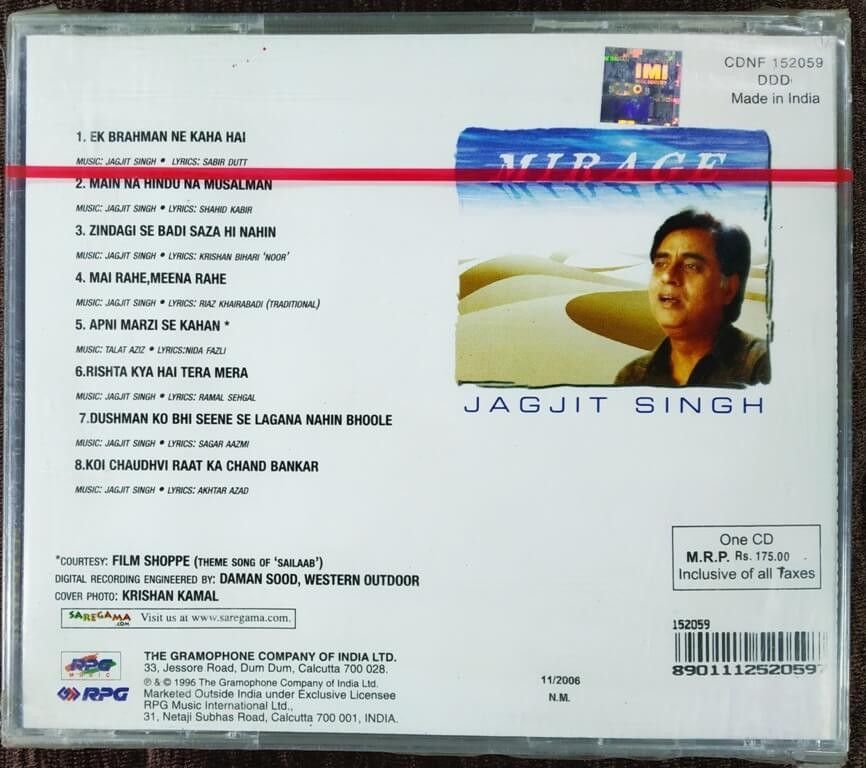 IMI
CDNF 152059
DDD
Made in India
1. EK BRAHMAN NE KAHA HAI
MUSIC: JAGJIT SINGH • LYRICS: SABIR DUTT
2. MAIN NA HINDU NA MUSALMAN
MUSIC: JAGJIT SINGH • LYRICS: SHAHID KABIR
3. ZINDAGI SE BADI SAZA HI NAHIN
MUSIC: JAGJIT SINGH • LYRICS: KRISHAN BIHARI 'NOOR'
4. MAI RAHE,MEENA RAHE
MUSIC: JAGJIT SINGH • LYRICS: RIAZ KHAIRABADI (TRADITIONAL)
5. APNI MARZI SE KAHAN *
MUSIC: TALAT AZIZ • LYRICS:NIDA FAZLI
6.RISHTA KYA HAI TERA MERA
MUSIC: JAGJIT SINGH • LYRICS: RAMAL SEHGAL
7.DUSHMAN KO BHI SEENE SE LAGANA NAHIN BHOOLE
MUSIC: JAGJIT SINGH • LYRICS: SAGAR AAZMI
8.KOI CHAUDHVI RAAT KA CHAND BANKAR
MUSIC: JAGJIT SINGH • LYRICS: AKHTAR AZAD
MIRAGE
JAGJIT SINGH
*COURTESY: FILM SHOPPE (THEME SONG OF 'SAILAAB')
DIGITAL RECORDING ENGINEERED BY: DAMAN SOOD, WESTERN OUTDOOR
COVER PHOTO: KRISHAN KAMAL
SAREGAMA.COM Visit us at www.saregama.com.
One CD
M.R.P. Rs. 175.00
Inclusive of all Taxes
152059
8901112520597
RPG
MUSIC
RPG
THE GRAMOPHONE COMPANY OF INDIA LTD.
33, Jessore Road, Dum Dum, Calcutta 700 028.
℗ & © 1996 The Gramophone Company of India Ltd.
Marketed Outside India under Exclusive Licensee
RPG Music International Ltd.,
31, Netaji Subhas Road, Calcutta 700 001, INDIA.
11/2006
N.M.